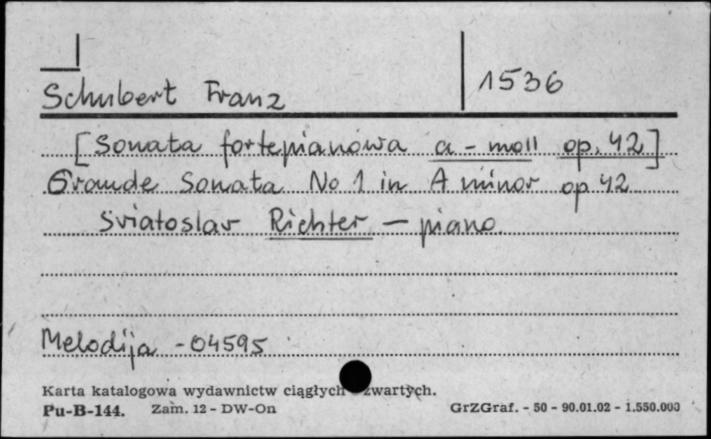 Schubert Franz 1536
[Sonata fortepianowa a-moll op. 42]
Grande Sonata No 1 in A minor op 42
Sviatoslav Richter - piano
Melodija - 04595
Karta katalogowa wydawnictw ciągłych zwartych.
Pu-B-144. Zam. 12 - DW-On GrZGraf. - 50 - 90.01.02 - 1.550.000